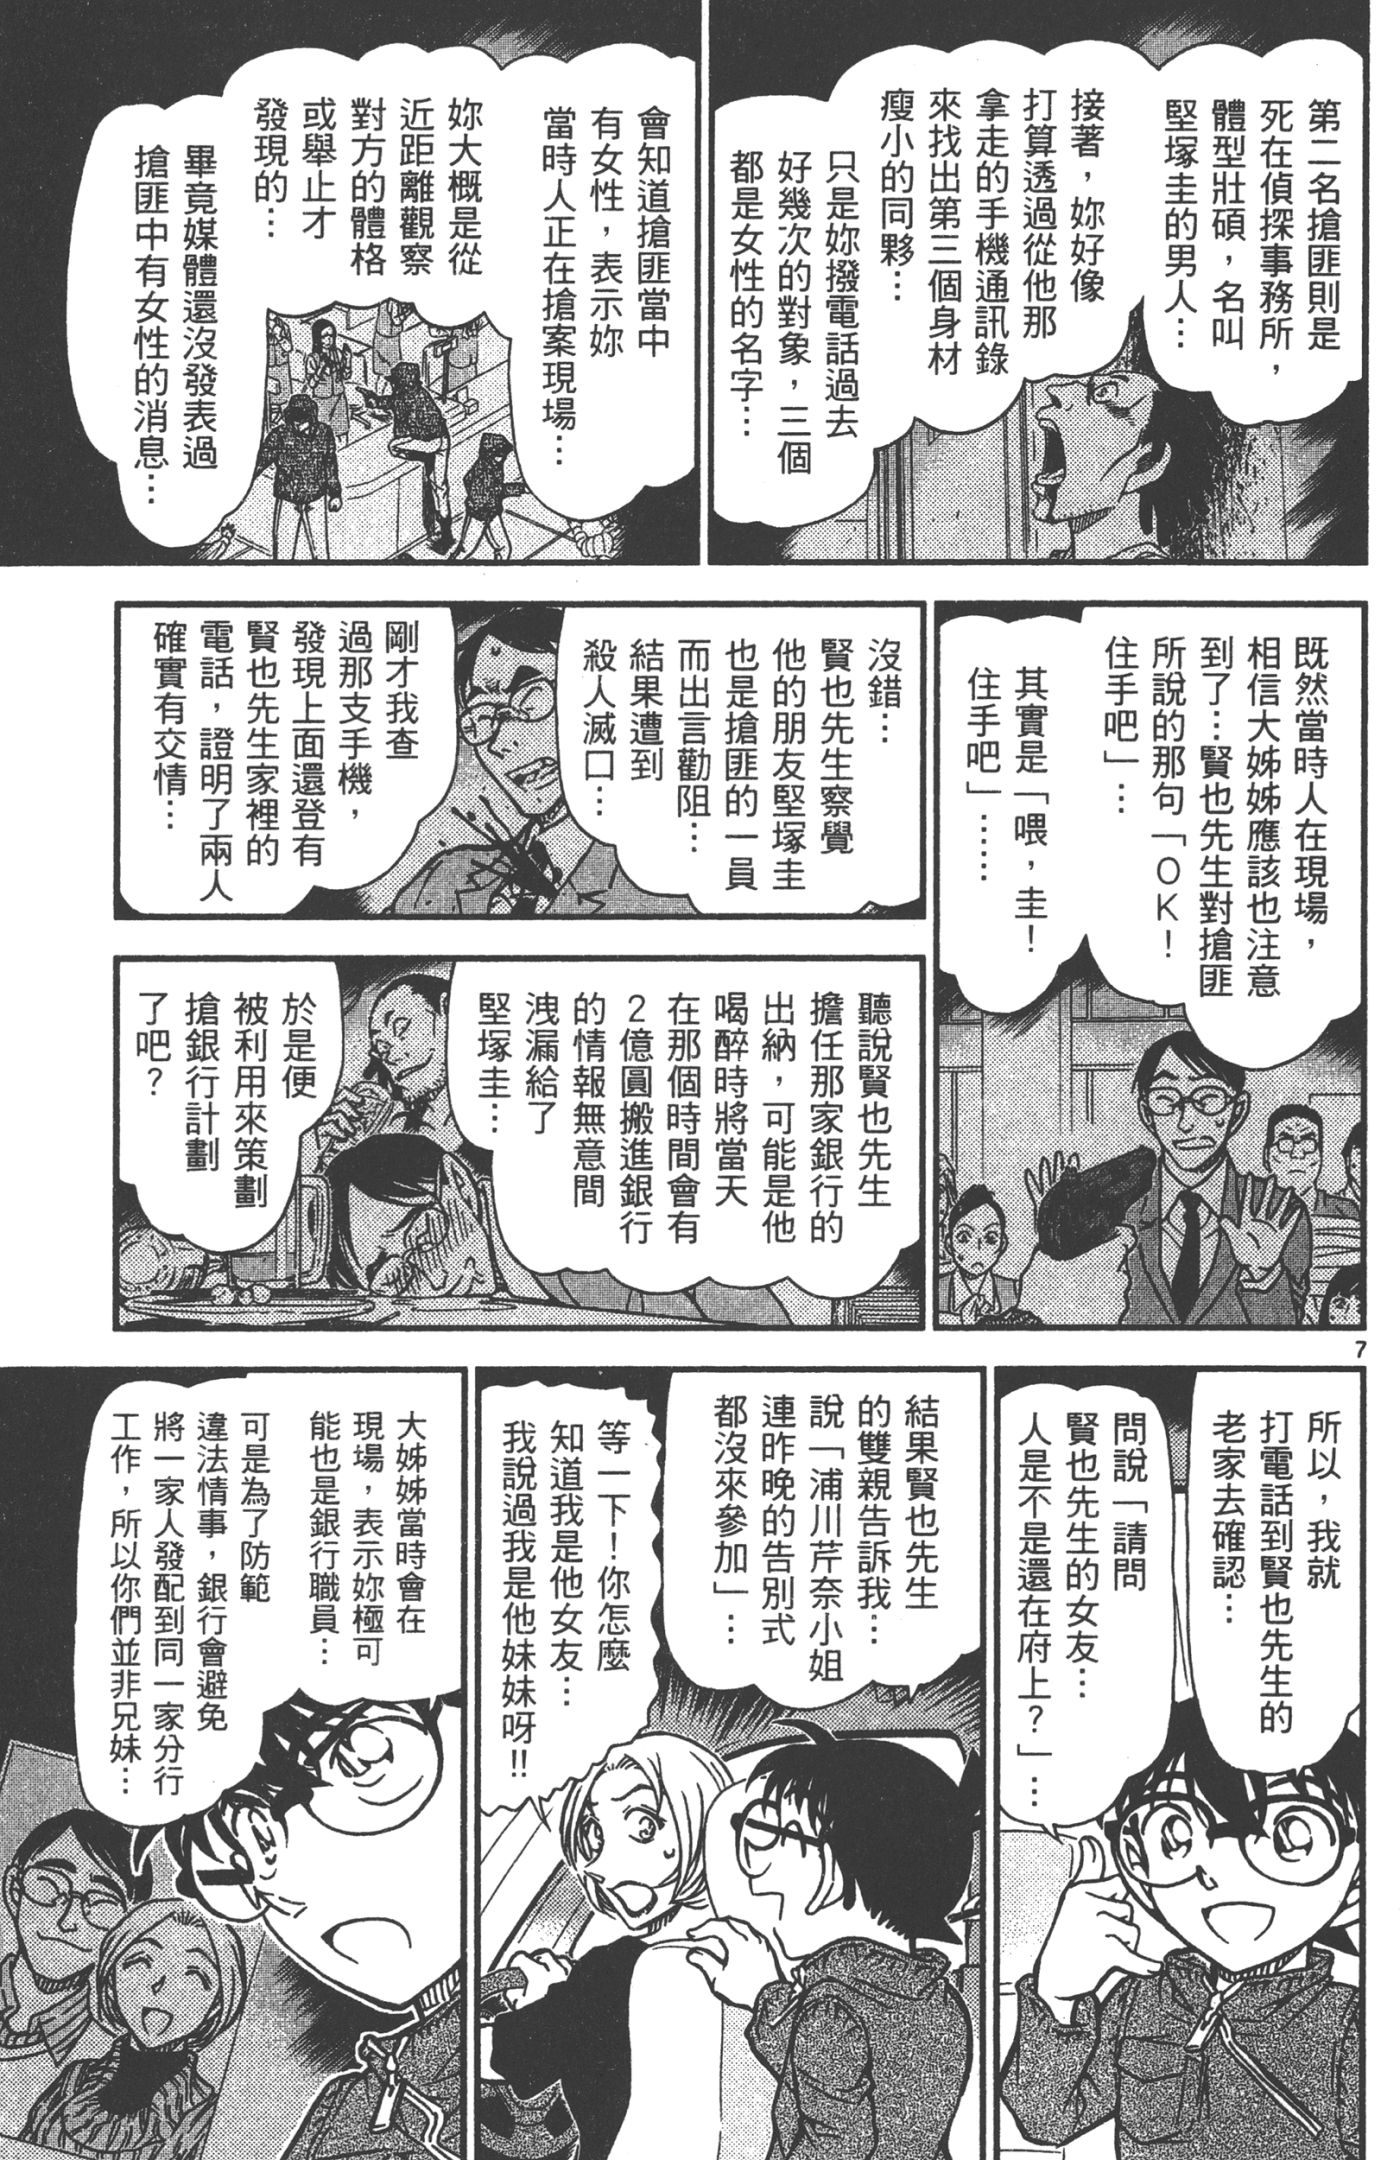 第二名搶匪則是
死在偵探事務所，
體型壯碩，名叫
堅塚圭的男人…
接著，妳好像
打算透過從他那
拿走的手機通訊錄
來找出第三個身材
瘦小的同夥…
只是妳撥電話過去
好幾次的對象，三個
都是女性的名字…
會知道搶匪當中
有女性，表示妳
當時人正在搶案現場…
妳大概是從
近距離觀察
對方的體格
或舉止才
發現的…
畢竟媒體還沒發表過
搶匪中有女性的消息…
既然當時人在現場，
相信大姊姊應該也注意
到了…賢也先生對搶匪
所說的那句「OK！
住手吧」…
其實是「喂，圭！
住手吧」……
沒錯…
賢也先生察覺
他的朋友堅塚圭
也是搶匪的一員
而出言勸阻…
結果遭到
殺人滅口…
剛才我查
過那支手機，
發現上面還登有
賢也先生家裡的
電話，證明了兩人
確實有交情…
聽說賢也先生
擔任那家銀行的
出納，可能是他
喝醉時將當天
在那個時間會有
2億圓搬進銀行
的情報無意間
洩漏給了
堅塚圭…
於是便
被利用來策劃
搶銀行計劃
了吧？
7
所以，我就
打電話到賢也先生的
老家去確認…
問說「請問
賢也先生的女友…
人是不是還在府上？」…
結果賢也先生
的雙親告訴我…
說「浦川芹奈小姐
連昨晚的告別式
都沒來參加」…
等一下！你怎麼
知道我是他女友…
我說過我是他妹妹呀!!
大姊姊當時會在
現場，表示妳極可
能也是銀行職員…
可是為了防範
違法情事，銀行會避免
將一家人發配到同一家分行
工作，所以你們並非兄妹…